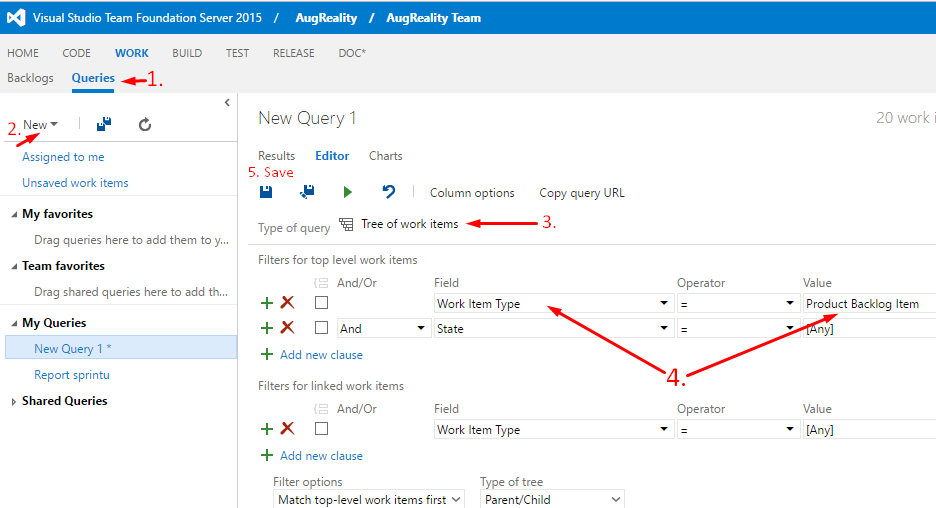 Visual Studio Team Foundation Server 2015 / AugReality / AugReality Team
HOME CODE WORK BUILD TEST RELEASE DOC*
Backlogs Queries 1.
2. New
Assigned to me
Unsaved work items
My favorites
Drag queries here to add them to y...
Team favorites
Drag shared queries here to add th...
My Queries
New Query 1 *
Report sprintu
Shared Queries
New Query 1 20 work i
Results Editor Charts
5. Save
Column options Copy query URL
Type of query Tree of work items 3.
Filters for top level work items
And/Or Field Operator Value
Work Item Type = Product Backlog Item
And State = [Any]
Add new clause
4.
Filters for linked work items
And/Or Field Operator Value
Work Item Type = [Any]
Add new clause
Filter options Type of tree
Match top-level work items first Parent/Child